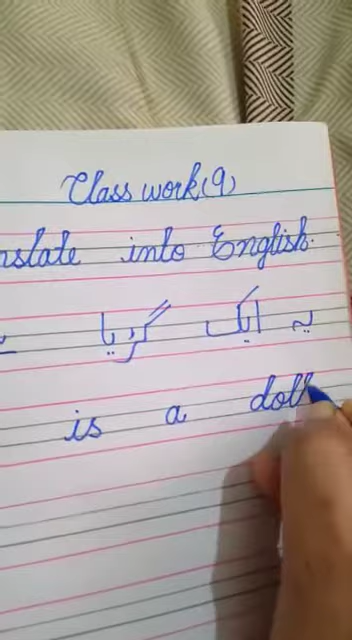 Class work(9)
nslate into English.
یہ ایک گڑیا
is a doll